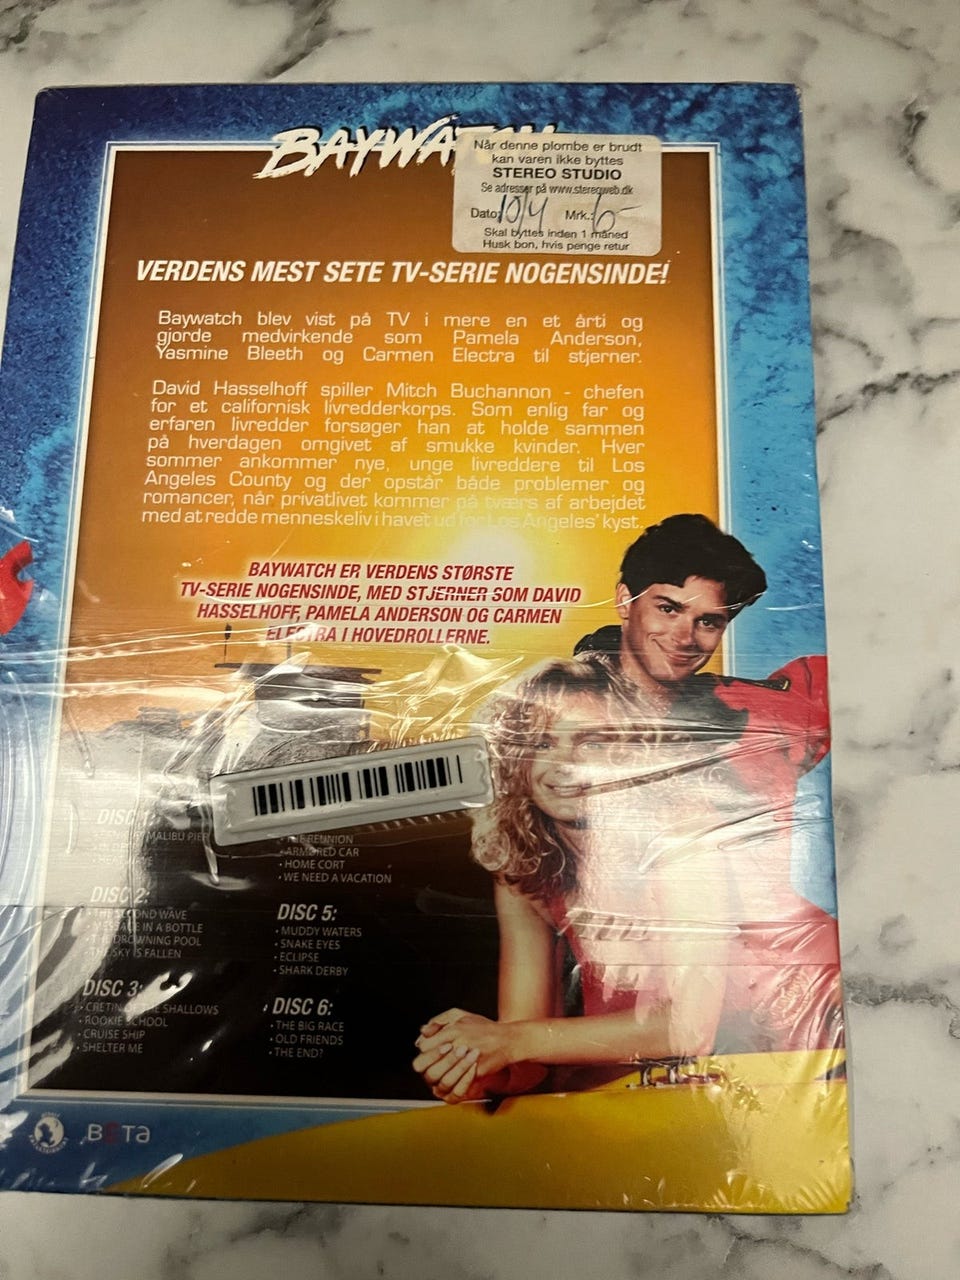 BAYWA
Når denne plombe er brudt
kan varen ikke byttes
STEREO STUDIO
Se adresser på www.stereoweb.dk
Dato: 10/4 Mrk.: 6-
Skal byttes inden 1 måned
Husk bon, hvis penge retur
VERDENS MEST SETE TV-SERIE NOGENSINDE!
Baywatch blev vist på TV i mere en et årti og
gjorde medvirkende som Pamela Anderson,
Yasmine Bleeth og Carmen Electra til stjerner.
David Hasselhoff spiller Mitch Buchannon - chefen
for et californisk livredderkorps. Som enlig far og
erfaren livredder forsøger han at holde sammen
på hverdagen omgivet af smukke kvinder. Hver
sommer ankommer nye, unge livreddere til Los
Angeles County og der opstår både problemer og
romancer, når privatlivet kommer på tværs af arbejdet
med at redde menneskeliv i havet ud for Los Angeles' kyst.
BAYWATCH ER VERDENS STØRSTE
TV-SERIE NOGENSINDE, MED STJERNER SOM DAVID
HASSELHOFF, PAMELA ANDERSON OG CARMEN
ELECTRA I HOVEDROLLERNE.
DISC
MALIBU PIER
DISC 2:
• THE SECOND WAVE
• MESSAGE IN A BOTTLE
• THE DROWNING POOL
• THE SKY IS FALLEN
DISC 3:
• CRETIN OF THE SHALLOWS
• ROOKIE SCHOOL
• CRUISE SHIP
• SHELTER ME
• THE REUNION
• ARMORED CAR
• HOME CORT
• WE NEED A VACATION
DISC 5:
• MUDDY WATERS
• SNAKE EYES
• ECLIPSE
• SHARK DERBY
DISC 6:
• THE BIG RACE
• OLD FRIENDS
• THE END?
BETa